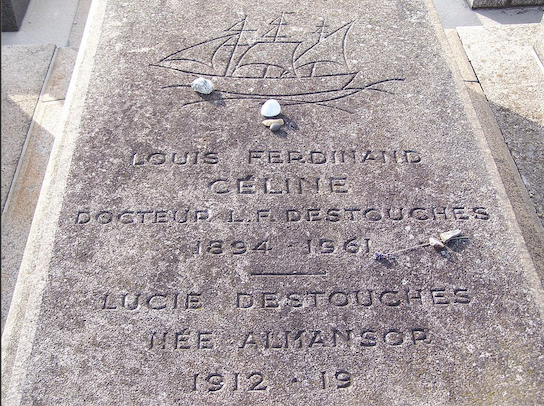 LOUIS FERDINAND
CÉLINE
DOCTEUR L.F. DESTOUCHES
1894 · 1961
LUCIE DESTOUCHES
NÉE ALMANSOR
1912 · 19